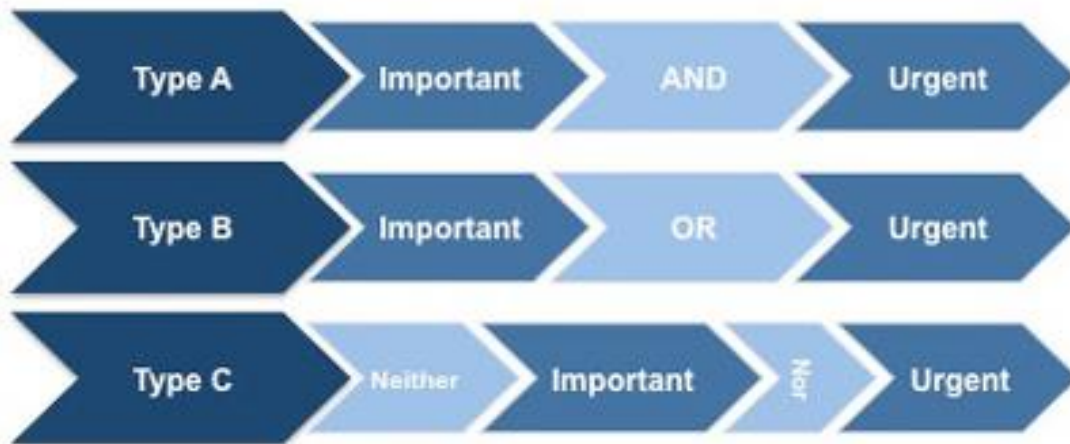 Type A Important AND Urgent
Type B Important OR Urgent
Type C Neither Important Nor Urgent